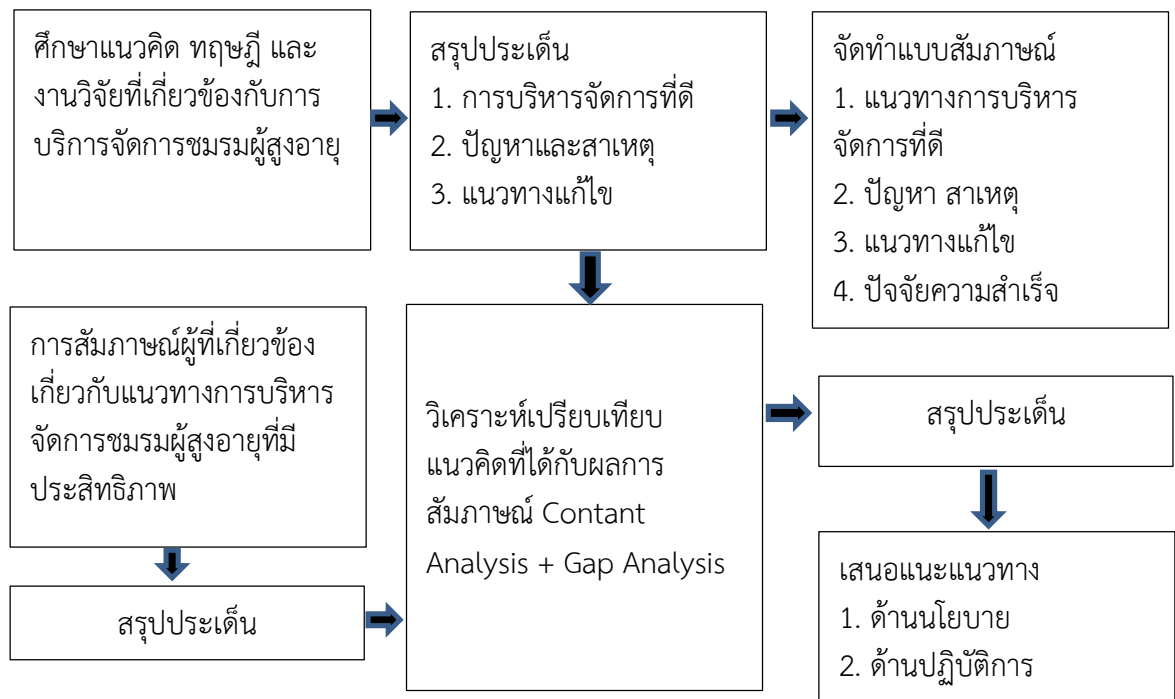 ศึกษาแนวคิด ทฤษฎี และ
งานวิจัยที่เกี่ยวข้องกับการ
บริการจัดการชมรมผู้สูงอายุ
สรุปประเด็น
1. การบริหารจัดการที่ดี
2. ปัญหาและสาเหตุ
3. แนวทางแก้ไข
จัดทำแบบสัมภาษณ์
1. แนวทางการบริหาร
จัดการที่ดี
2. ปัญหา สาเหตุ
3. แนวทางแก้ไข
4. ปัจจัยความสำเร็จ
การสัมภาษณ์ผู้ที่เกี่ยวข้อง
เกี่ยวกับแนวทางการบริหาร
จัดการชมรมผู้สูงอายุที่มี
ประสิทธิภาพ
สรุปประเด็น
วิเคราะห์เปรียบเทียบ
แนวคิดที่ได้กับผลการ
สัมภาษณ์ Contant
Analysis + Gap Analysis
สรุปประเด็น
เสนอแนะแนวทาง
1. ด้านนโยบาย
2. ด้านปฏิบัติการ